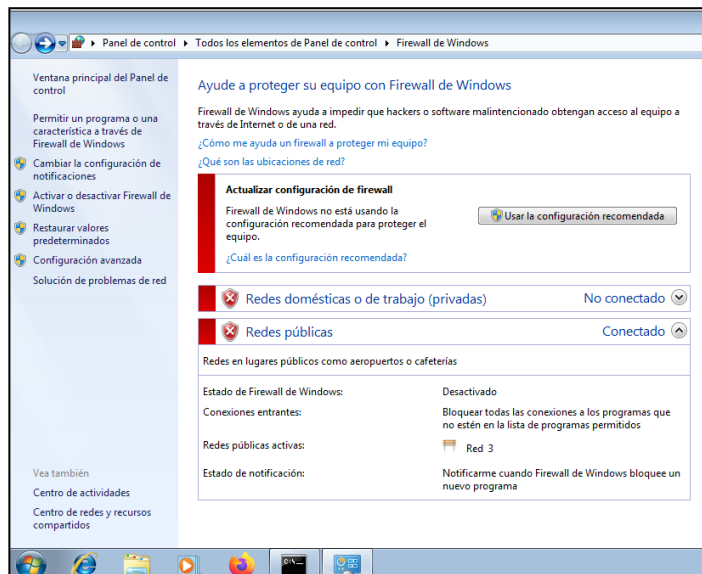 Panel de control ▸ Todos los elementos de Panel de control ▸ Firewall de Windows
Ventana principal del Panel de
control
Permitir un programa o una
característica a través de
Firewall de Windows
Cambiar la configuración de
notificaciones
Activar o desactivar Firewall de
Windows
Restaurar valores
predeterminados
Configuración avanzada
Solución de problemas de red
Vea también
Centro de actividades
Centro de redes y recursos
compartidos
Ayude a proteger su equipo con Firewall de Windows
Firewall de Windows ayuda a impedir que hackers o software malintencionado obtengan acceso al equipo a
través de Internet o de una red.
¿Cómo me ayuda un firewall a proteger mi equipo?
¿Qué son las ubicaciones de red?
Actualizar configuración de firewall
Firewall de Windows no está usando la
configuración recomendada para proteger el
equipo.
Usar la configuración recomendada
¿Cuál es la configuración recomendada?
Redes domésticas o de trabajo (privadas) No conectado
Redes públicas Conectado
Redes en lugares públicos como aeropuertos o cafeterías
Estado de Firewall de Windows: Desactivado
Conexiones entrantes: Bloquear todas las conexiones a los programas que
no estén en la lista de programas permitidos
Redes públicas activas: Red 3
Estado de notificación: Notificarme cuando Firewall de Windows bloquee un
nuevo programa